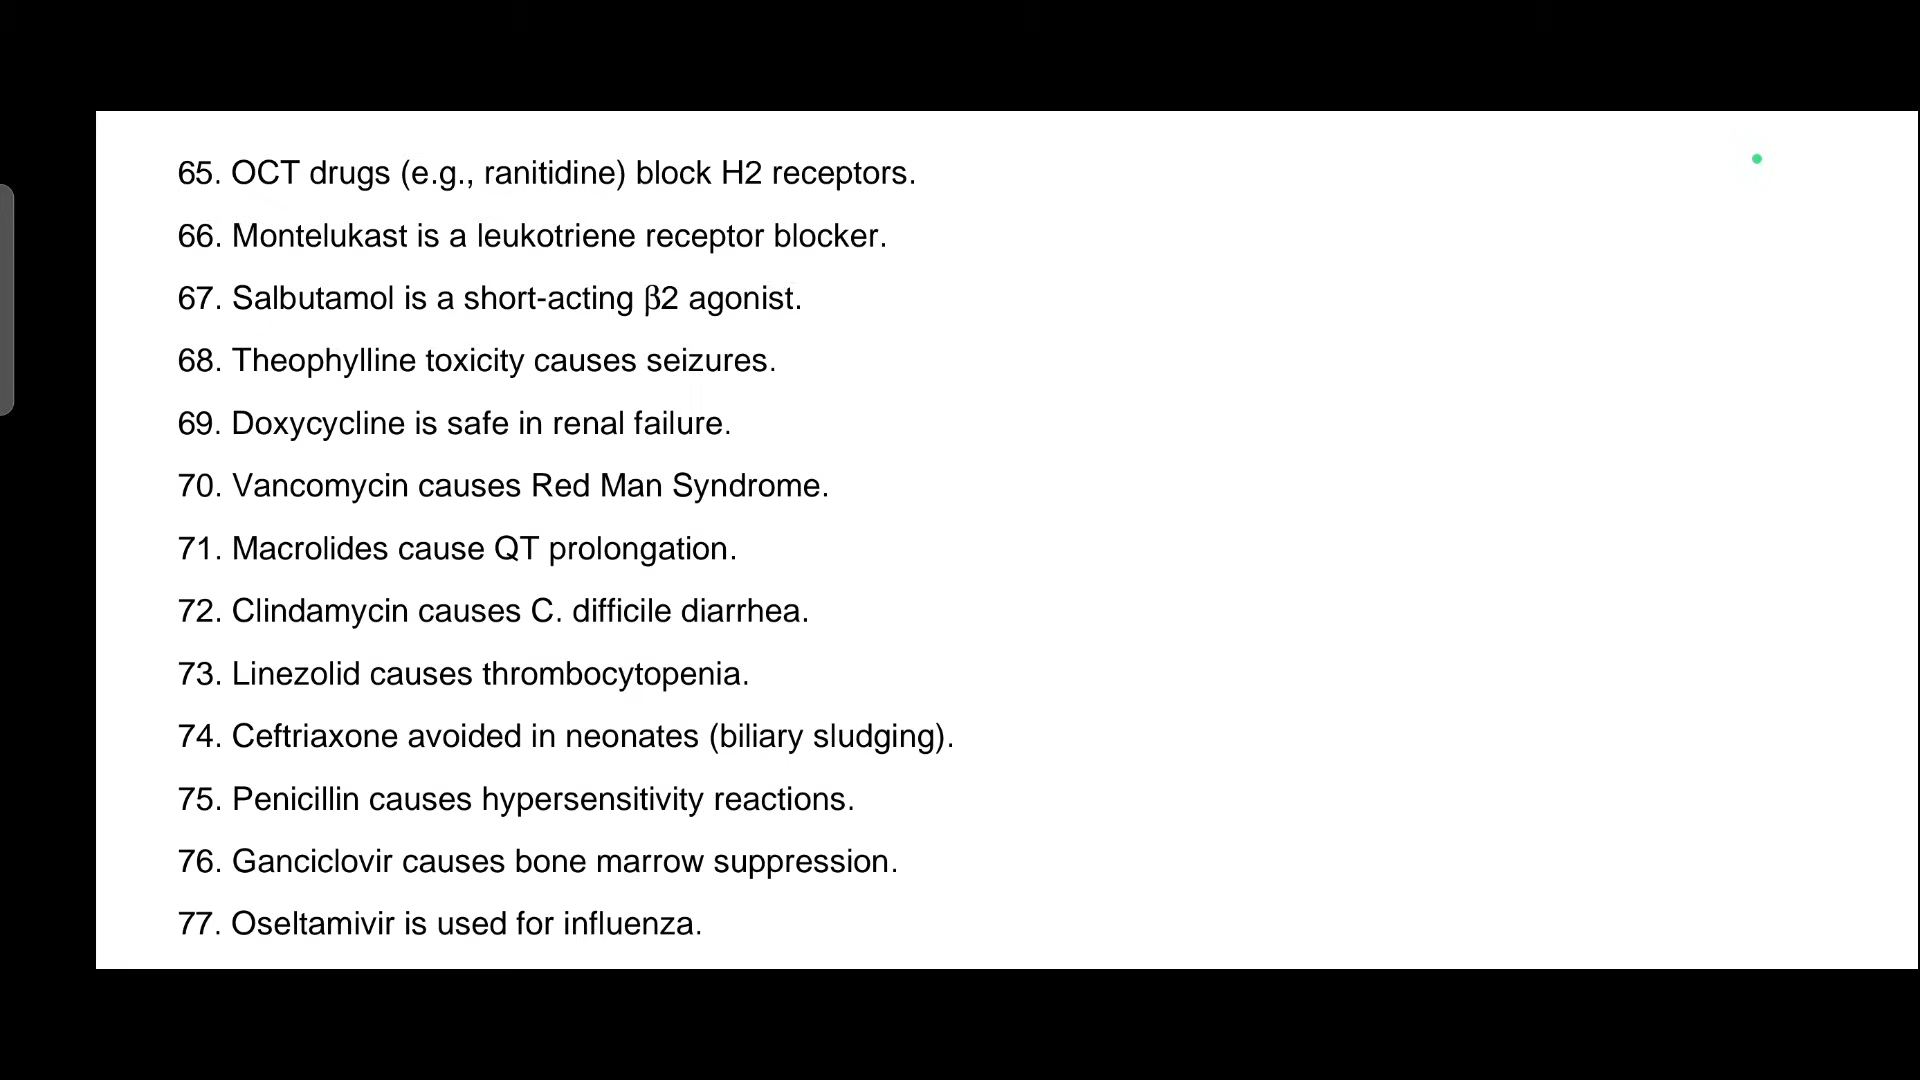 65. OCT drugs (e.g., ranitidine) block H2 receptors.
66. Montelukast is a leukotriene receptor blocker.
67. Salbutamol is a short-acting β2 agonist.
68. Theophylline toxicity causes seizures.
69. Doxycycline is safe in renal failure.
70. Vancomycin causes Red Man Syndrome.
71. Macrolides cause QT prolongation.
72. Clindamycin causes C. difficile diarrhea.
73. Linezolid causes thrombocytopenia.
74. Ceftriaxone avoided in neonates (biliary sludging).
75. Penicillin causes hypersensitivity reactions.
76. Ganciclovir causes bone marrow suppression.
77. Oseltamivir is used for influenza.